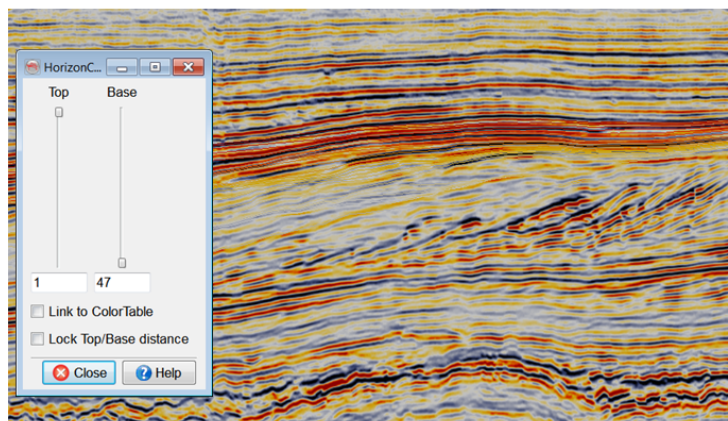 HorizonC...
Top Base
1 47
Link to ColorTable
Lock Top/Base distance
Close Help